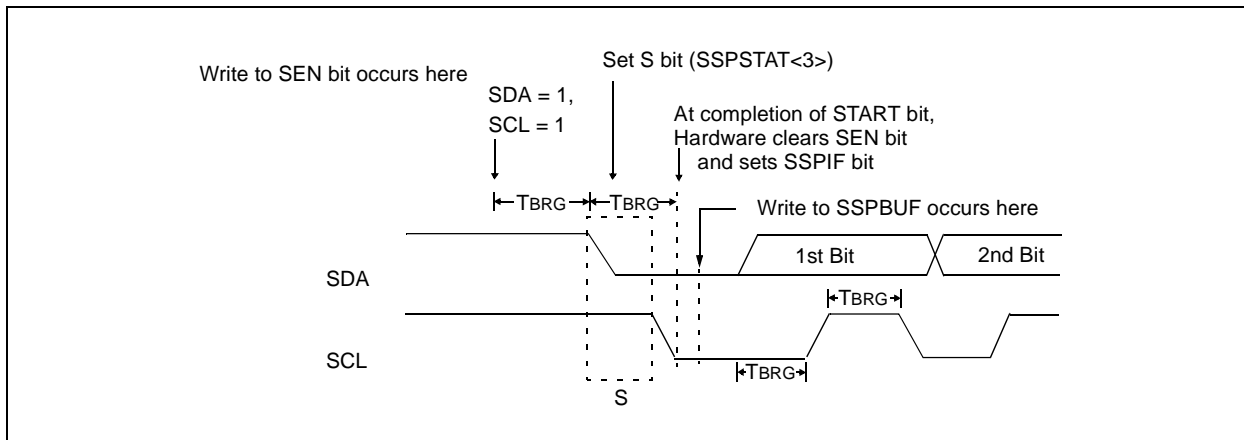 Write to SEN bit occurs here
Set S bit (SSPSTAT<3>)
SDA = 1,
SCL = 1
At completion of START bit,
Hardware clears SEN bit
and sets SSPIF bit
TBRG
TBRG
Write to SSPBUF occurs here
SDA
1st Bit
2nd Bit
TBRG
SCL
TBRG
S